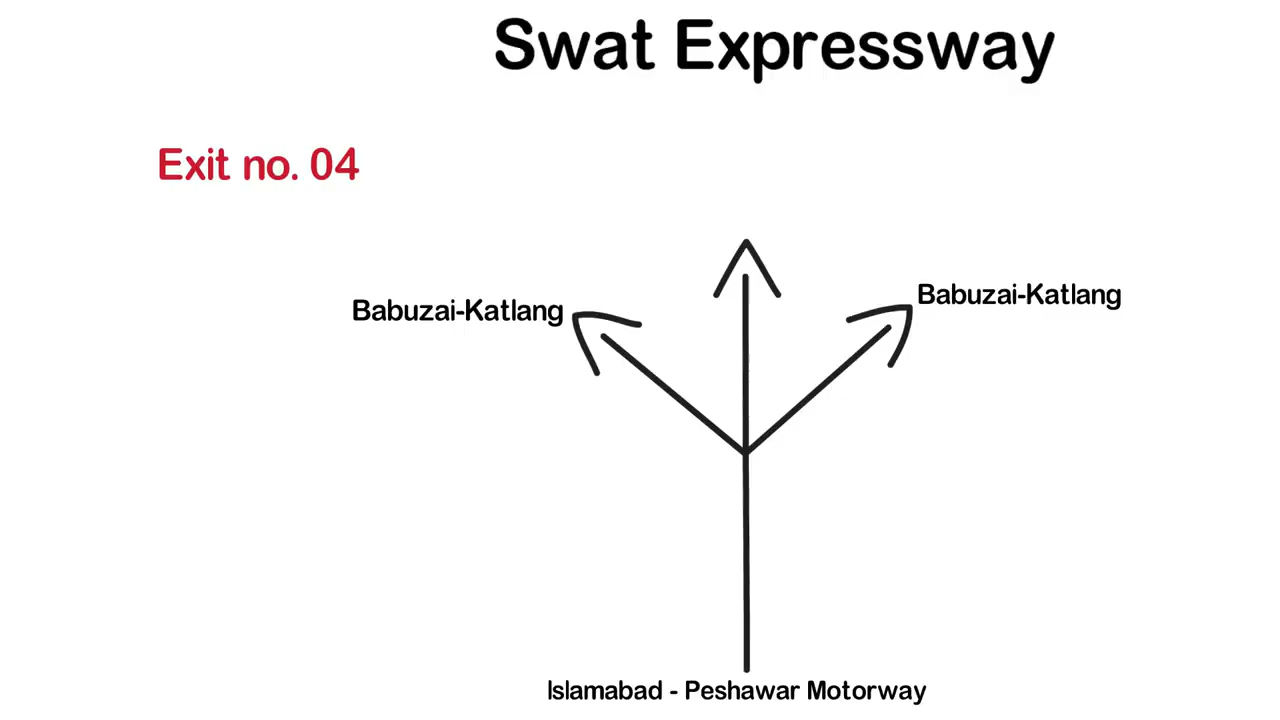 Swat Expressway
Exit no. 04
Babuzai-Katlang
Babuzai-Katlang
Islamabad - Peshawar Motorway